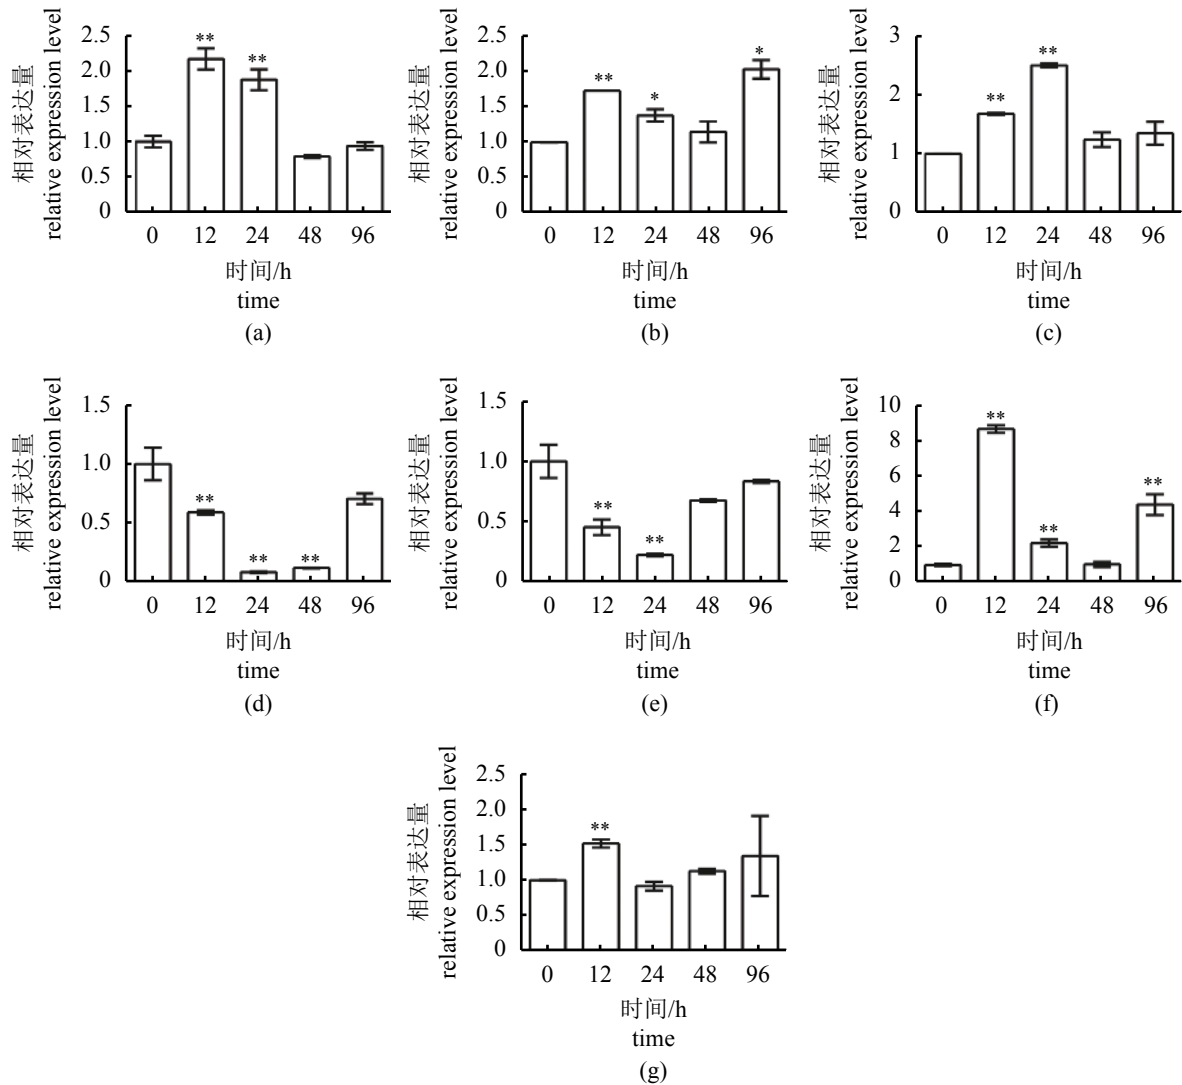 相对表达量
relative expression level
2.5
2.0
1.5
1.0
0.5
0
**
**
0 12 24 48 96
时间/h
time
(a)
相对表达量
relative expression level
2.5
2.0
1.5
1.0
0.5
0
**
*
*
0 12 24 48 96
时间/h
time
(b)
相对表达量
relative expression level
3
2
1
0
**
**
0 12 24 48 96
时间/h
time
(c)
相对表达量
relative expression level
1.5
1.0
0.5
0
**
**
**
0 12 24 48 96
时间/h
time
(d)
相对表达量
relative expression level
1.5
1.0
0.5
0
**
**
0 12 24 48 96
时间/h
time
(e)
相对表达量
relative expression level
10
8
6
4
2
0
**
**
**
0 12 24 48 96
时间/h
time
(f)
相对表达量
relative expression level
2.5
2.0
1.5
1.0
0.5
0
**
0 12 24 48 96
时间/h
time
(g)